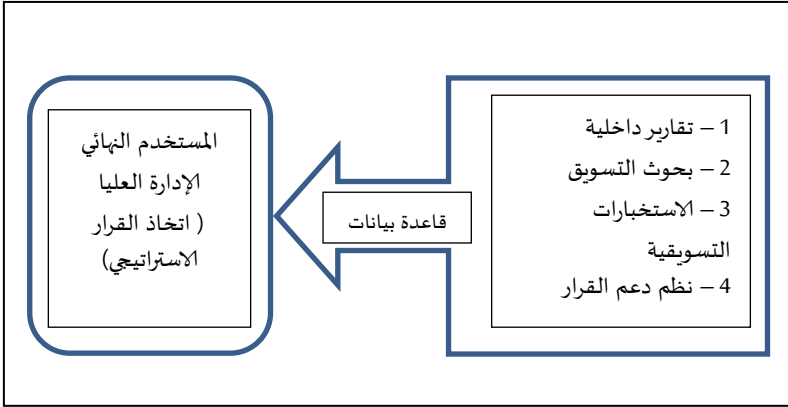 1 – تقارير داخلية
2 – بحوث التسويق
3 – الاستخبارات
التسويقية
4 – نظم دعم القرار
قاعدة بيانات
المستخدم النهائي
الإدارة العليا
( اتخاذ القرار
الاستراتيجي)